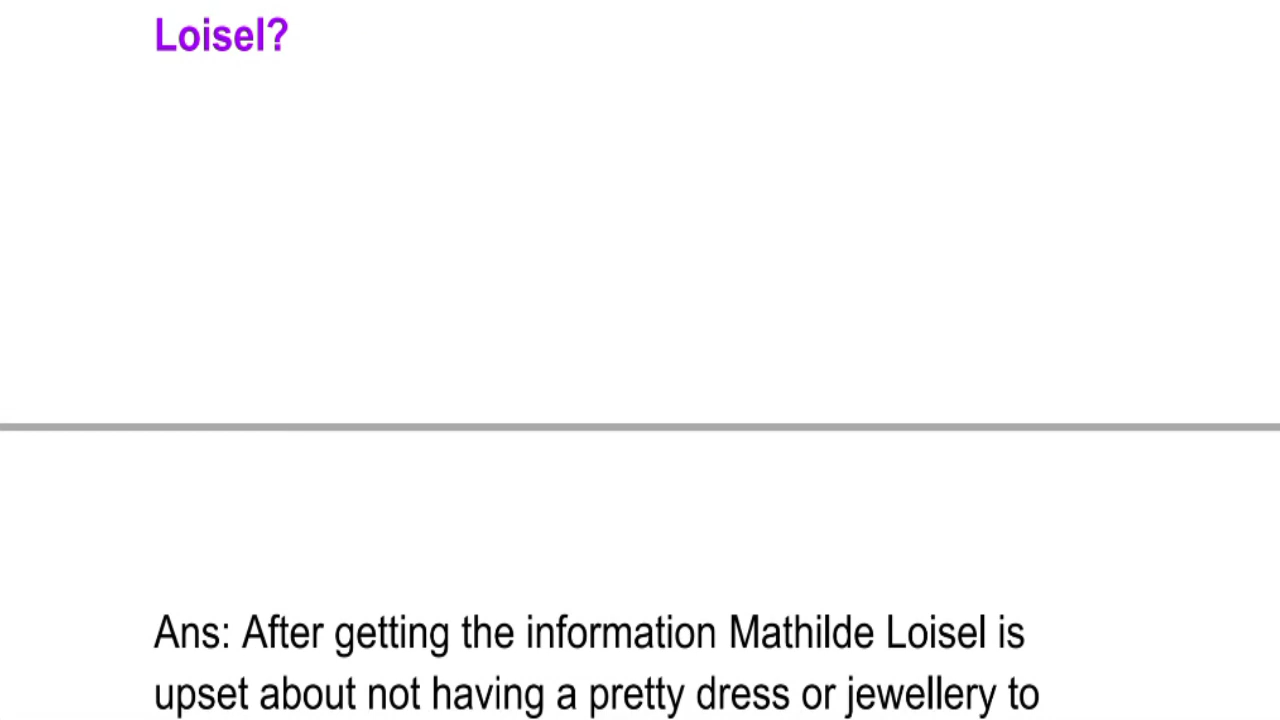 Loisel?
Ans: After getting the information Mathilde Loisel is
upset about not having a pretty dress or jewellery to